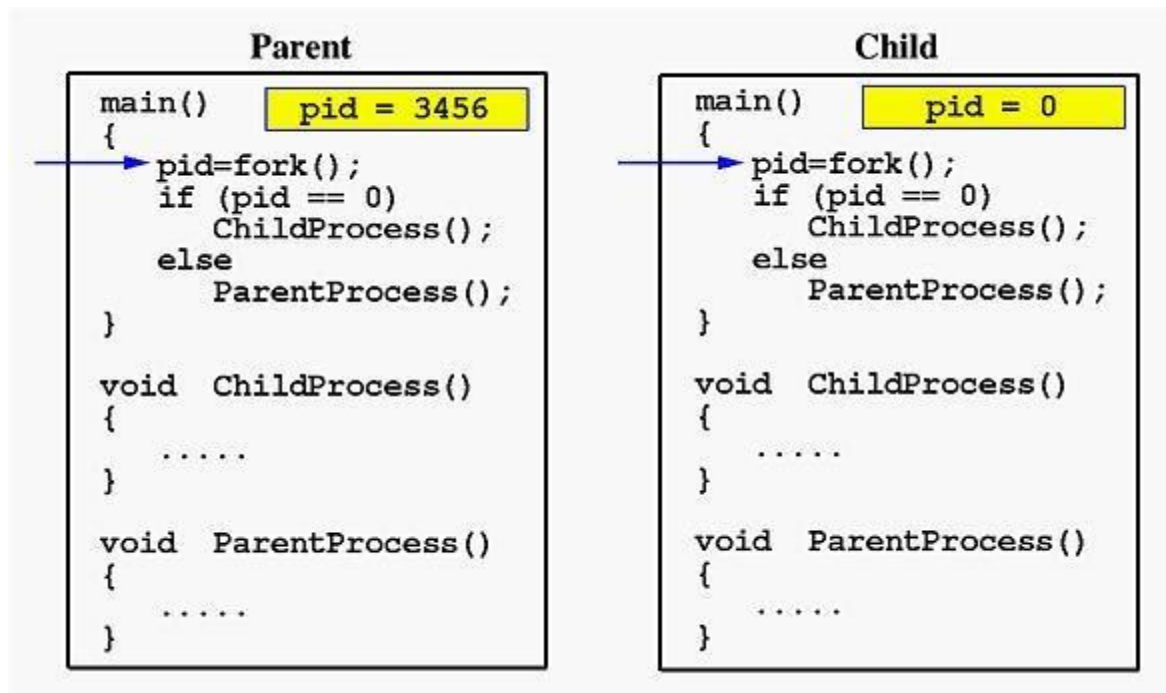 Parent
main()
pid = 3456
{
pid=fork();
if (pid == 0)
ChildProcess();
else
ParentProcess();
}
void ChildProcess()
{
.....
}
void ParentProcess()
{
.....
}
Child
main()
pid = 0
{
pid=fork();
if (pid == 0)
ChildProcess();
else
ParentProcess();
}
void ChildProcess()
{
.....
}
void ParentProcess()
{
.....
}